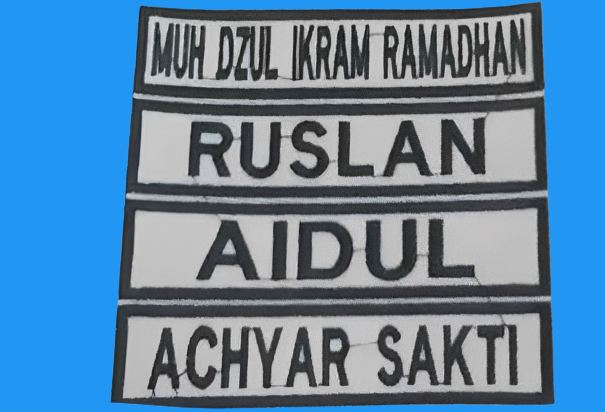 MUH DZUL IKRAM RAMADHAN
RUSLAN
AIDUL
ACHYAR SAKTI